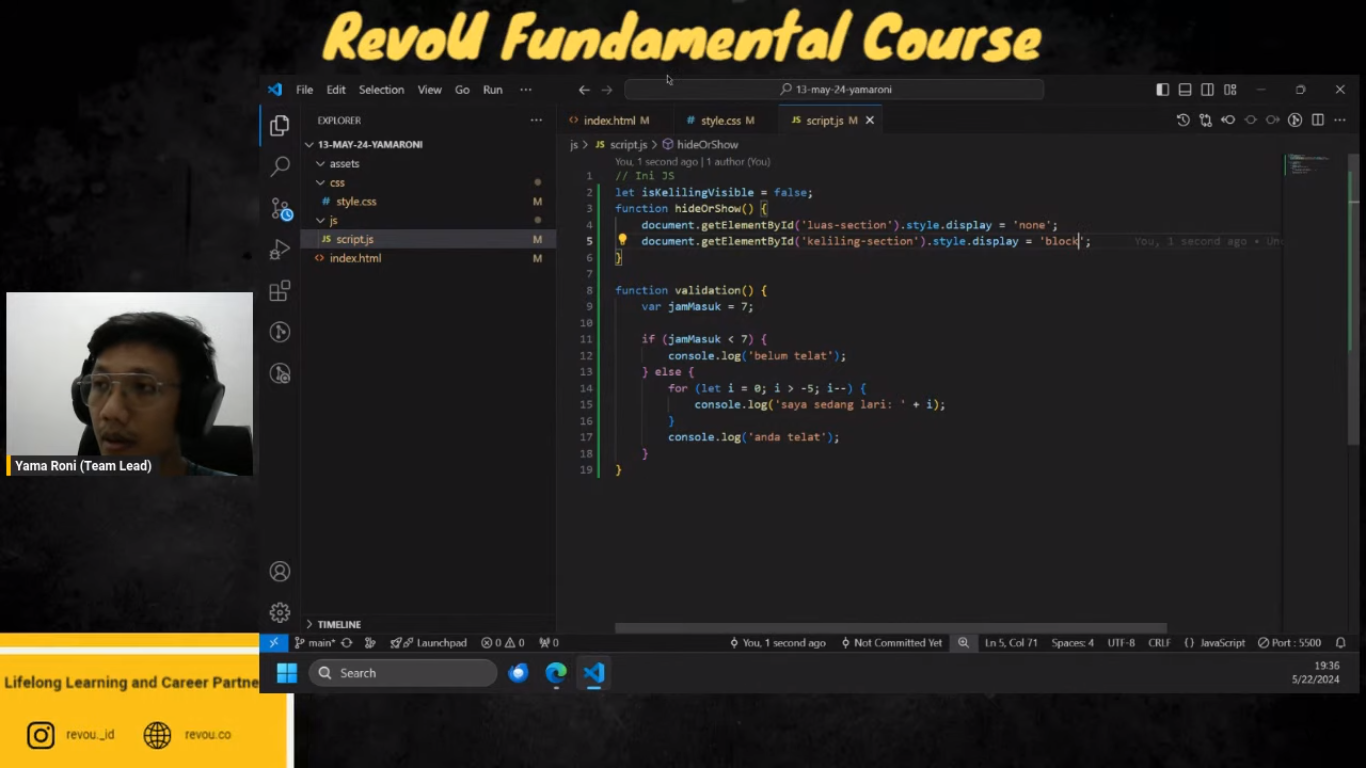 RevoU Fundamental Course
File Edit Selection View Go Run ···
13-may-24-yamaroni
EXPLORER ···
index.html M
style.css M
JS script.js M
13-MAY-24-YAMARONI
js > JS script.js > hideOrShow
assets
You, 1 second ago | 1 author (You)
css
# style.css M
js
JS script.js M
<> index.html M
1 // Ini JS
2 let isKelilingVisible = false;
3 function hideOrShow() {
4 document.getElementById('luas-section').style.display = 'none';
5 document.getElementById('keliling-section').style.display = 'block'; You, 1 second ago • Un
6 }
7
8 function validation() {
9 var jamMasuk = 7;
10
11 if (jamMasuk < 7) {
12 console.log('belum telat');
13 } else {
14 for (let i = 0; i > -5; i--) {
15 console.log('saya sedang lari: ' + i);
16 }
17 console.log('anda telat');
18 }
19 }
Yama Roni (Team Lead)
TIMELINE
main* Launchpad 0 0 0 You, 1 second ago Not Committed Yet Ln 5, Col 71 Spaces: 4 UTF-8 CRLF {} JavaScript Port : 5500
Search
19:36
5/22/2024
Lifelong Learning and Career Partne
revou_id revou.co